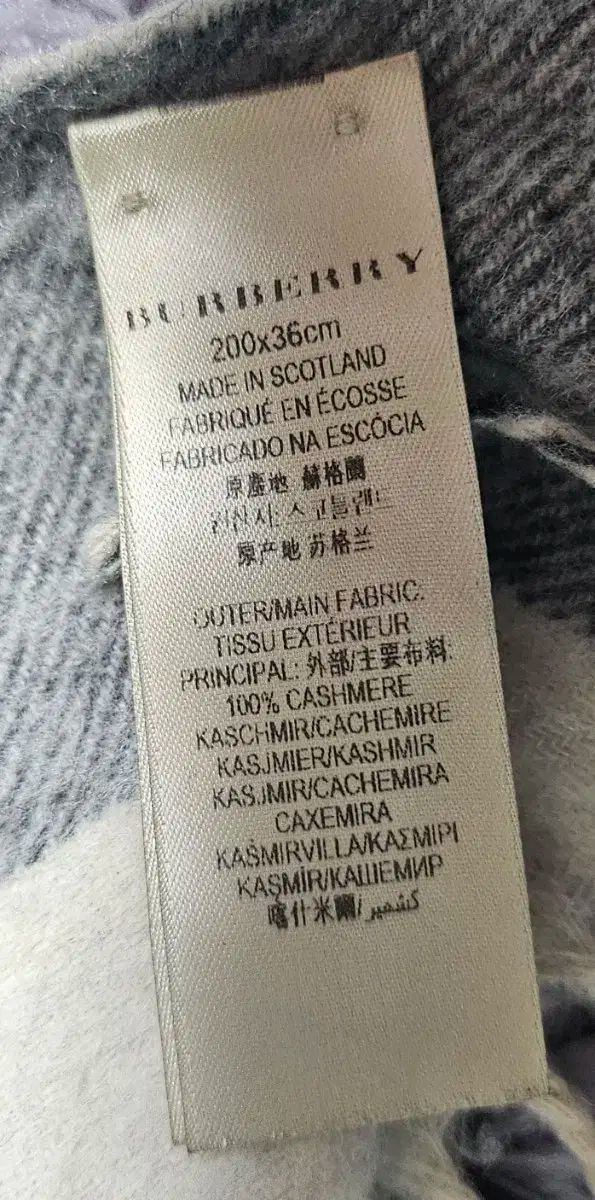 BURBERRY
200x36cm
MADE IN SCOTLAND
FABRIQUÉ EN ÉCOSSE
FABRICADO NA ESCÓCIA
原產地 赫格蘭
원산지: 스코틀랜드
原产地 苏格兰
OUTER/MAIN FABRIC:
TISSU EXTÉRIEUR
PRINCIPAL: 外部/主要布料:
100% CASHMERE
KASCHMIR/CACHEMIRE
KASJMIER/KASHMIR
KASJMIR/CACHEMIRA
CAXEMIRA
KAŠMIRVILLA/ΚΑΣΜΙΡΙ
KAŞMİR/КАШЕМИР
喀什米爾/كشمير